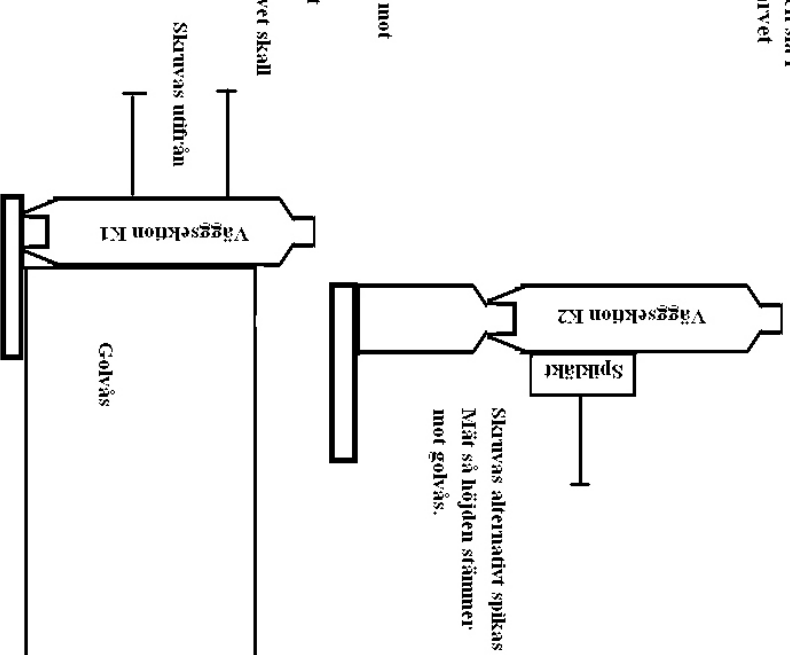 rvet
Väggsektion K2
Spikläkt
Skruvas alternativt spikas
Mät så höjden stämmer
mot golvås.
mot
t
vet skall
Skruvas utifrån
Väggsektion K1
Golvås